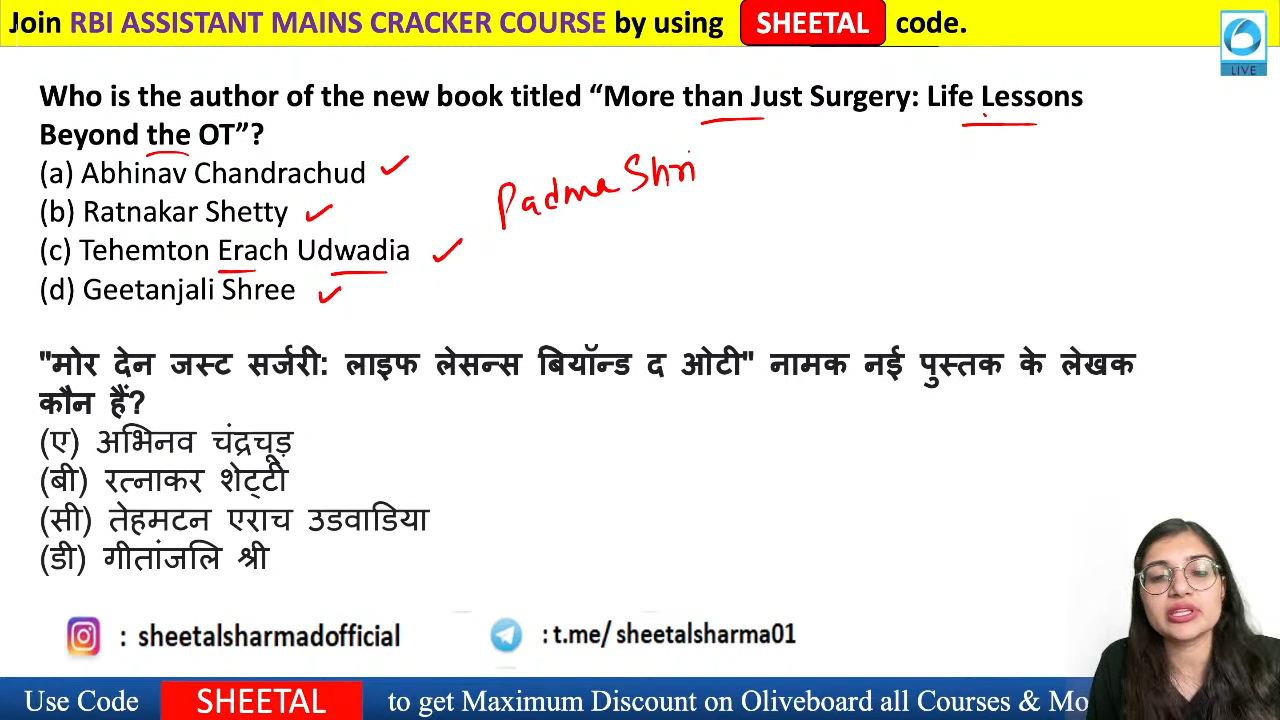 Join RBI ASSISTANT MAINS CRACKER COURSE by using SHEETAL code.
LIVE
Who is the author of the new book titled “More than Just Surgery: Life Lessons
Beyond the OT”?
(a) Abhinav Chandrachud
(b) Ratnakar Shetty
Padma Shri
(c) Tehemton Erach Udwadia
(d) Geetanjali Shree
"मोर देन जस्ट सर्जरी: लाइफ लेसन्स बियॉन्ड द ओटी" नामक नई पुस्तक के लेखक
कौन हैं?
(ए) अभिनव चंद्रचूड़
(बी) रत्नाकर शेट्टी
(सी) तेहमटन एराच उडवाडिया
(डी) गीतांजलि श्री
: sheetalsharmadofficial
: t.me/ sheetalsharma01
Use Code SHEETAL to get Maximum Discount on Oliveboard all Courses & Mo